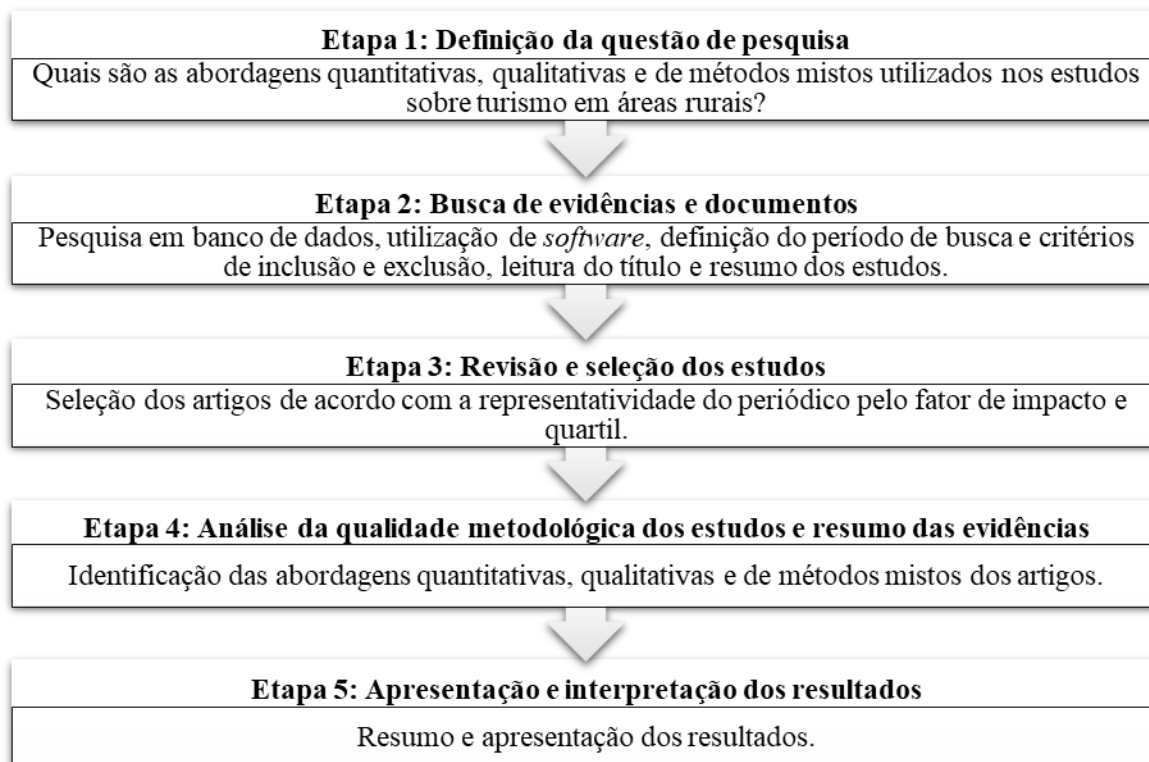 Etapa 1: Definição da questão de pesquisa
Quais são as abordagens quantitativas, qualitativas e de métodos mistos utilizados nos estudos
sobre turismo em áreas rurais?
Etapa 2: Busca de evidências e documentos
Pesquisa em banco de dados, utilização de software, definição do período de busca e critérios
de inclusão e exclusão, leitura do título e resumo dos estudos.
Etapa 3: Revisão e seleção dos estudos
Seleção dos artigos de acordo com a representatividade do periódico pelo fator de impacto e
quartil.
Etapa 4: Análise da qualidade metodológica dos estudos e resumo das evidências
Identificação das abordagens quantitativas, qualitativas e de métodos mistos dos artigos.
Etapa 5: Apresentação e interpretação dos resultados
Resumo e apresentação dos resultados.